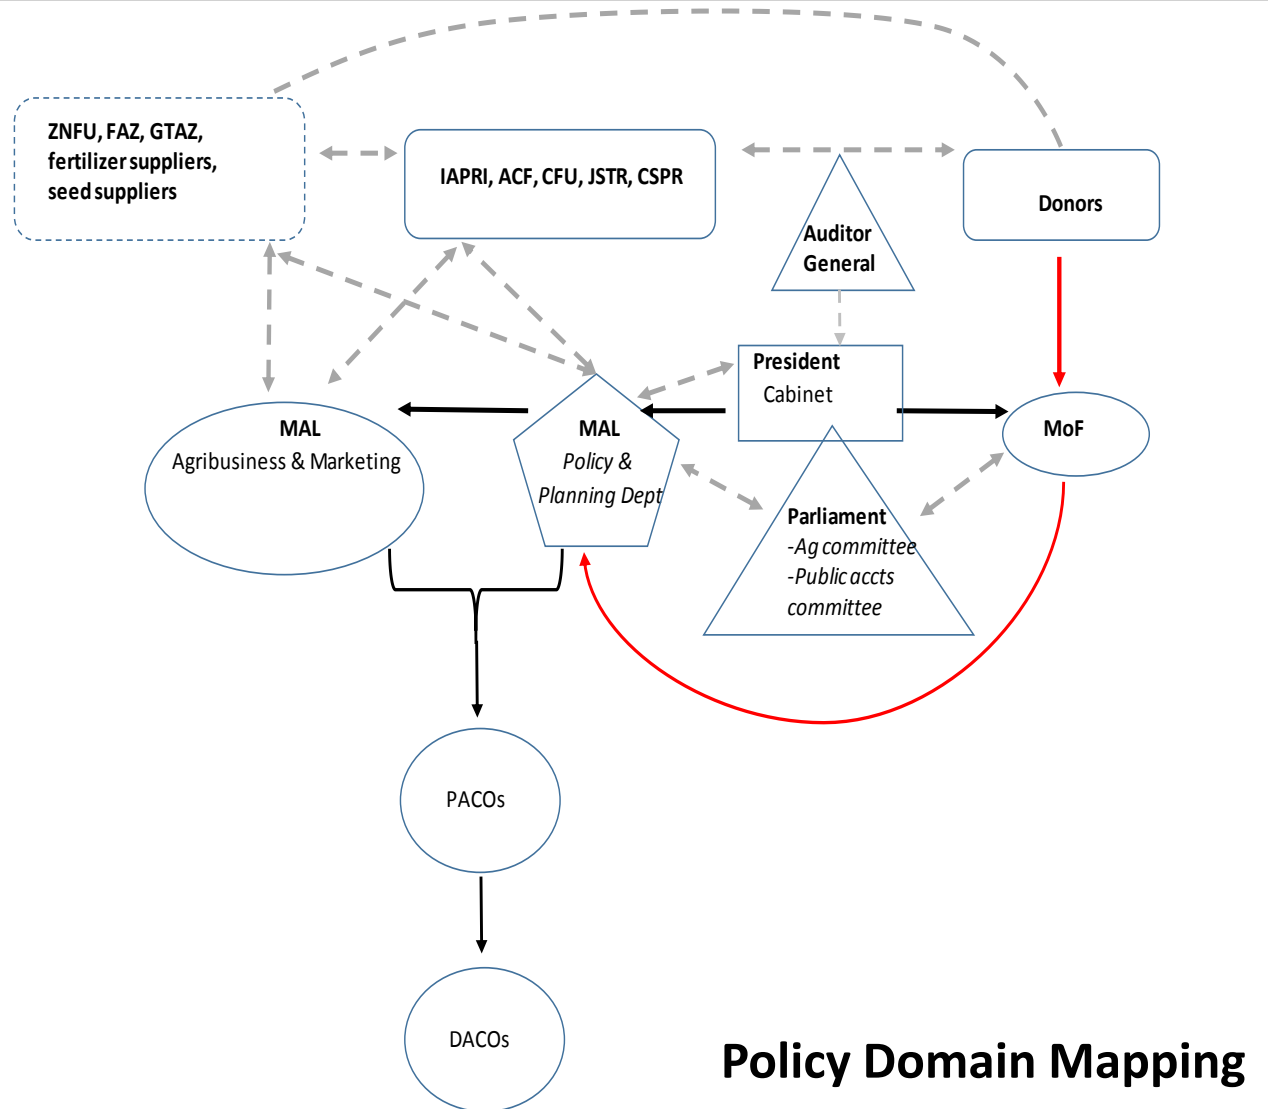 ZNFU, FAZ, GTAZ,
fertilizer suppliers,
seed suppliers
IAPRI, ACF, CFU, JSTR, CSPR
Auditor
General
Donors
President
Cabinet
MAL
Agribusiness & Marketing
MAL
Policy &
Planning Dept
MoF
Parliament
-Ag committee
-Public accts
committee
PACOs
DACOs
Policy Domain Mapping